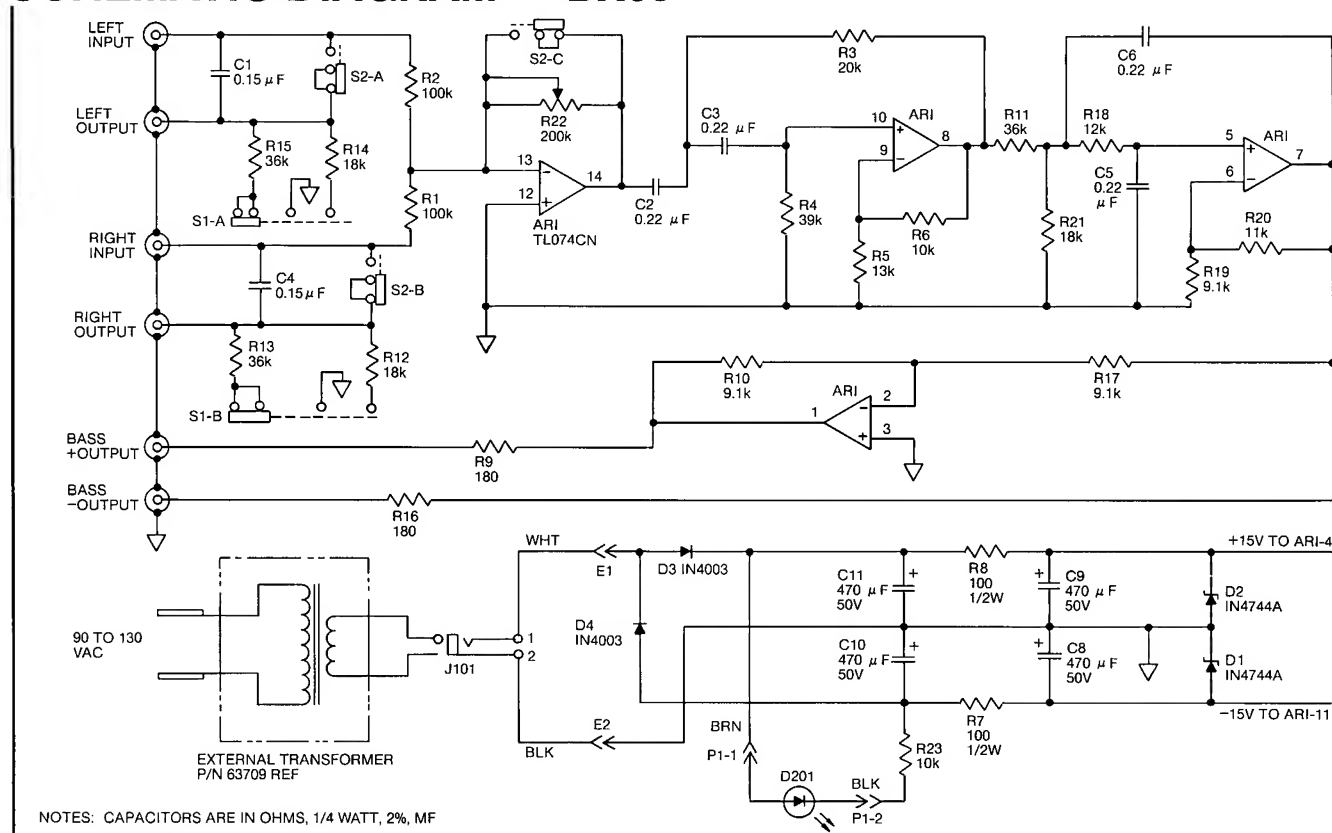 LEFT
INPUT
C1
0.15 µF
S2-A
R2
100k
S2-C
R22
200k
R3
20k
C6
0.22 µF
LEFT
OUTPUT
R15
36k
R14
18k
S1-A
R1
100k
13
12
14
ARI
TL074CN
C2
0.22 µF
C3
0.22 µF
10
9
8
ARI
R4
39k
R6
10k
R5
13k
R11
36k
R18
12k
R21
18k
C5
0.22
µF
5
6
7
ARI
R20
11k
R19
9.1k
RIGHT
INPUT
C4
0.15µF
S2-B
RIGHT
OUTPUT
R13
36k
R12
18k
S1-B
R10
9.1k
ARI
1
2
3
R17
9.1k
BASS
+OUTPUT
R9
180
BASS
−OUTPUT
R16
180
WHT
E1
D3 IN4003
D4
IN4003
C11
470 µF
50V
R8
100
1/2W
C9
470 µF
50V
+15V TO ARI-4
D2
IN4744A
90 TO 130
VAC
J101
1
2
C10
470 µF
50V
C8
470 µF
50V
D1
IN4744A
E2
BLK
BRN
P1-1
R7
100
1/2W
−15V TO ARI-11
R23
10k
D201
BLK
P1-2
EXTERNAL TRANSFORMER
P/N 63709 REF
NOTES: CAPACITORS ARE IN OHMS, 1/4 WATT, 2%, MF